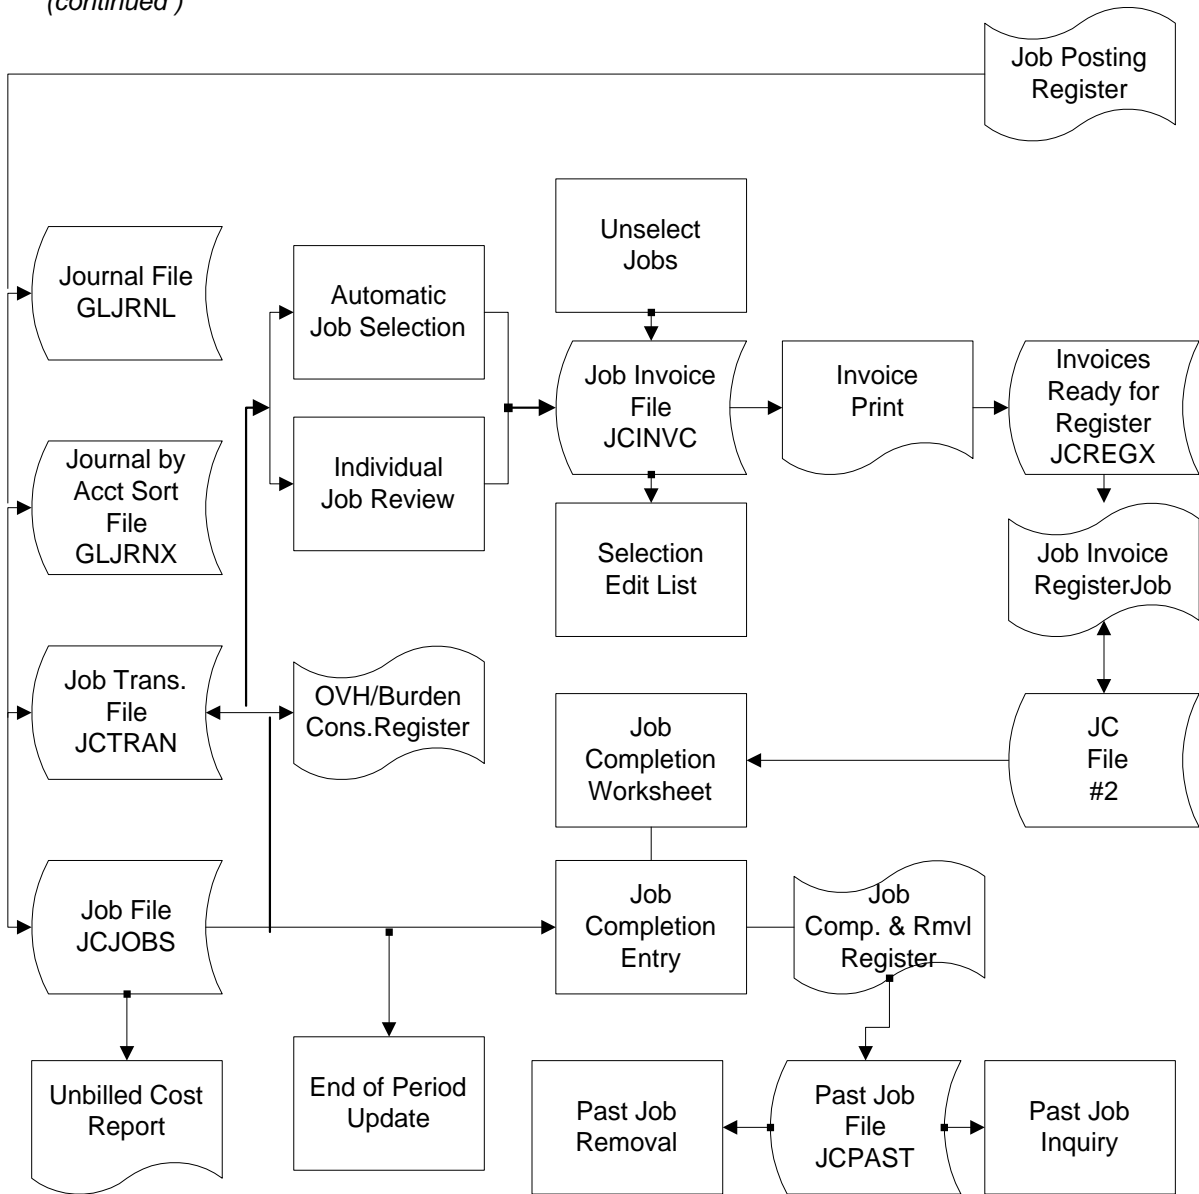 (continued )
Job Posting
Register
Unselect
Jobs
Journal File
GLJRNL
Automatic
Job Selection
Job Invoice
File
JCINVC
Invoice
Print
Invoices
Ready for
Register
JCREGX
Journal by
Acct Sort
File
GLJRNX
Individual
Job Review
Selection
Edit List
Job Invoice
RegisterJob
Job Trans.
File
JCTRAN
OVH/Burden
Cons.Register
Job
Completion
Worksheet
JC
File
#2
Job File
JCJOBS
Job
Completion
Entry
Job
Comp. & Rmvl
Register
Unbilled Cost
Report
End of Period
Update
Past Job
Removal
Past Job
File
JCPAST
Past Job
Inquiry